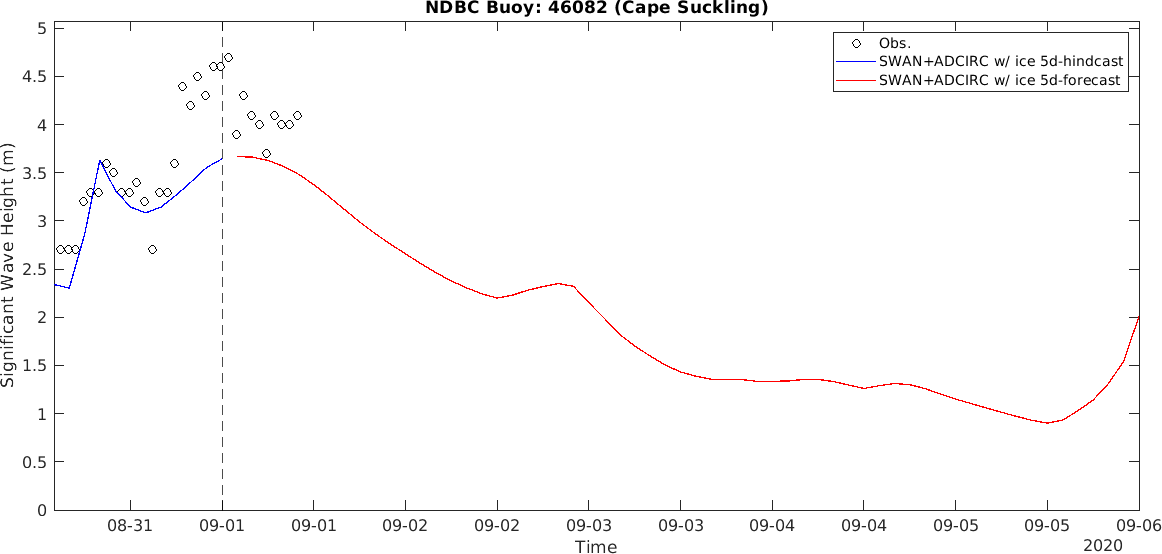 NDBC Buoy: 46082 (Cape Suckling)
Obs.
SWAN+ADCIRC w/ ice 5d-hindcast
SWAN+ADCIRC w/ ice 5d-forecast
Significant Wave Height (m)
5
4.5
4
3.5
3
2.5
2
1.5
1
0.5
0
08-31 09-01 09-01 09-02 09-02 09-03 09-03 09-04 09-04 09-05 09-05 09-06
Time
2020